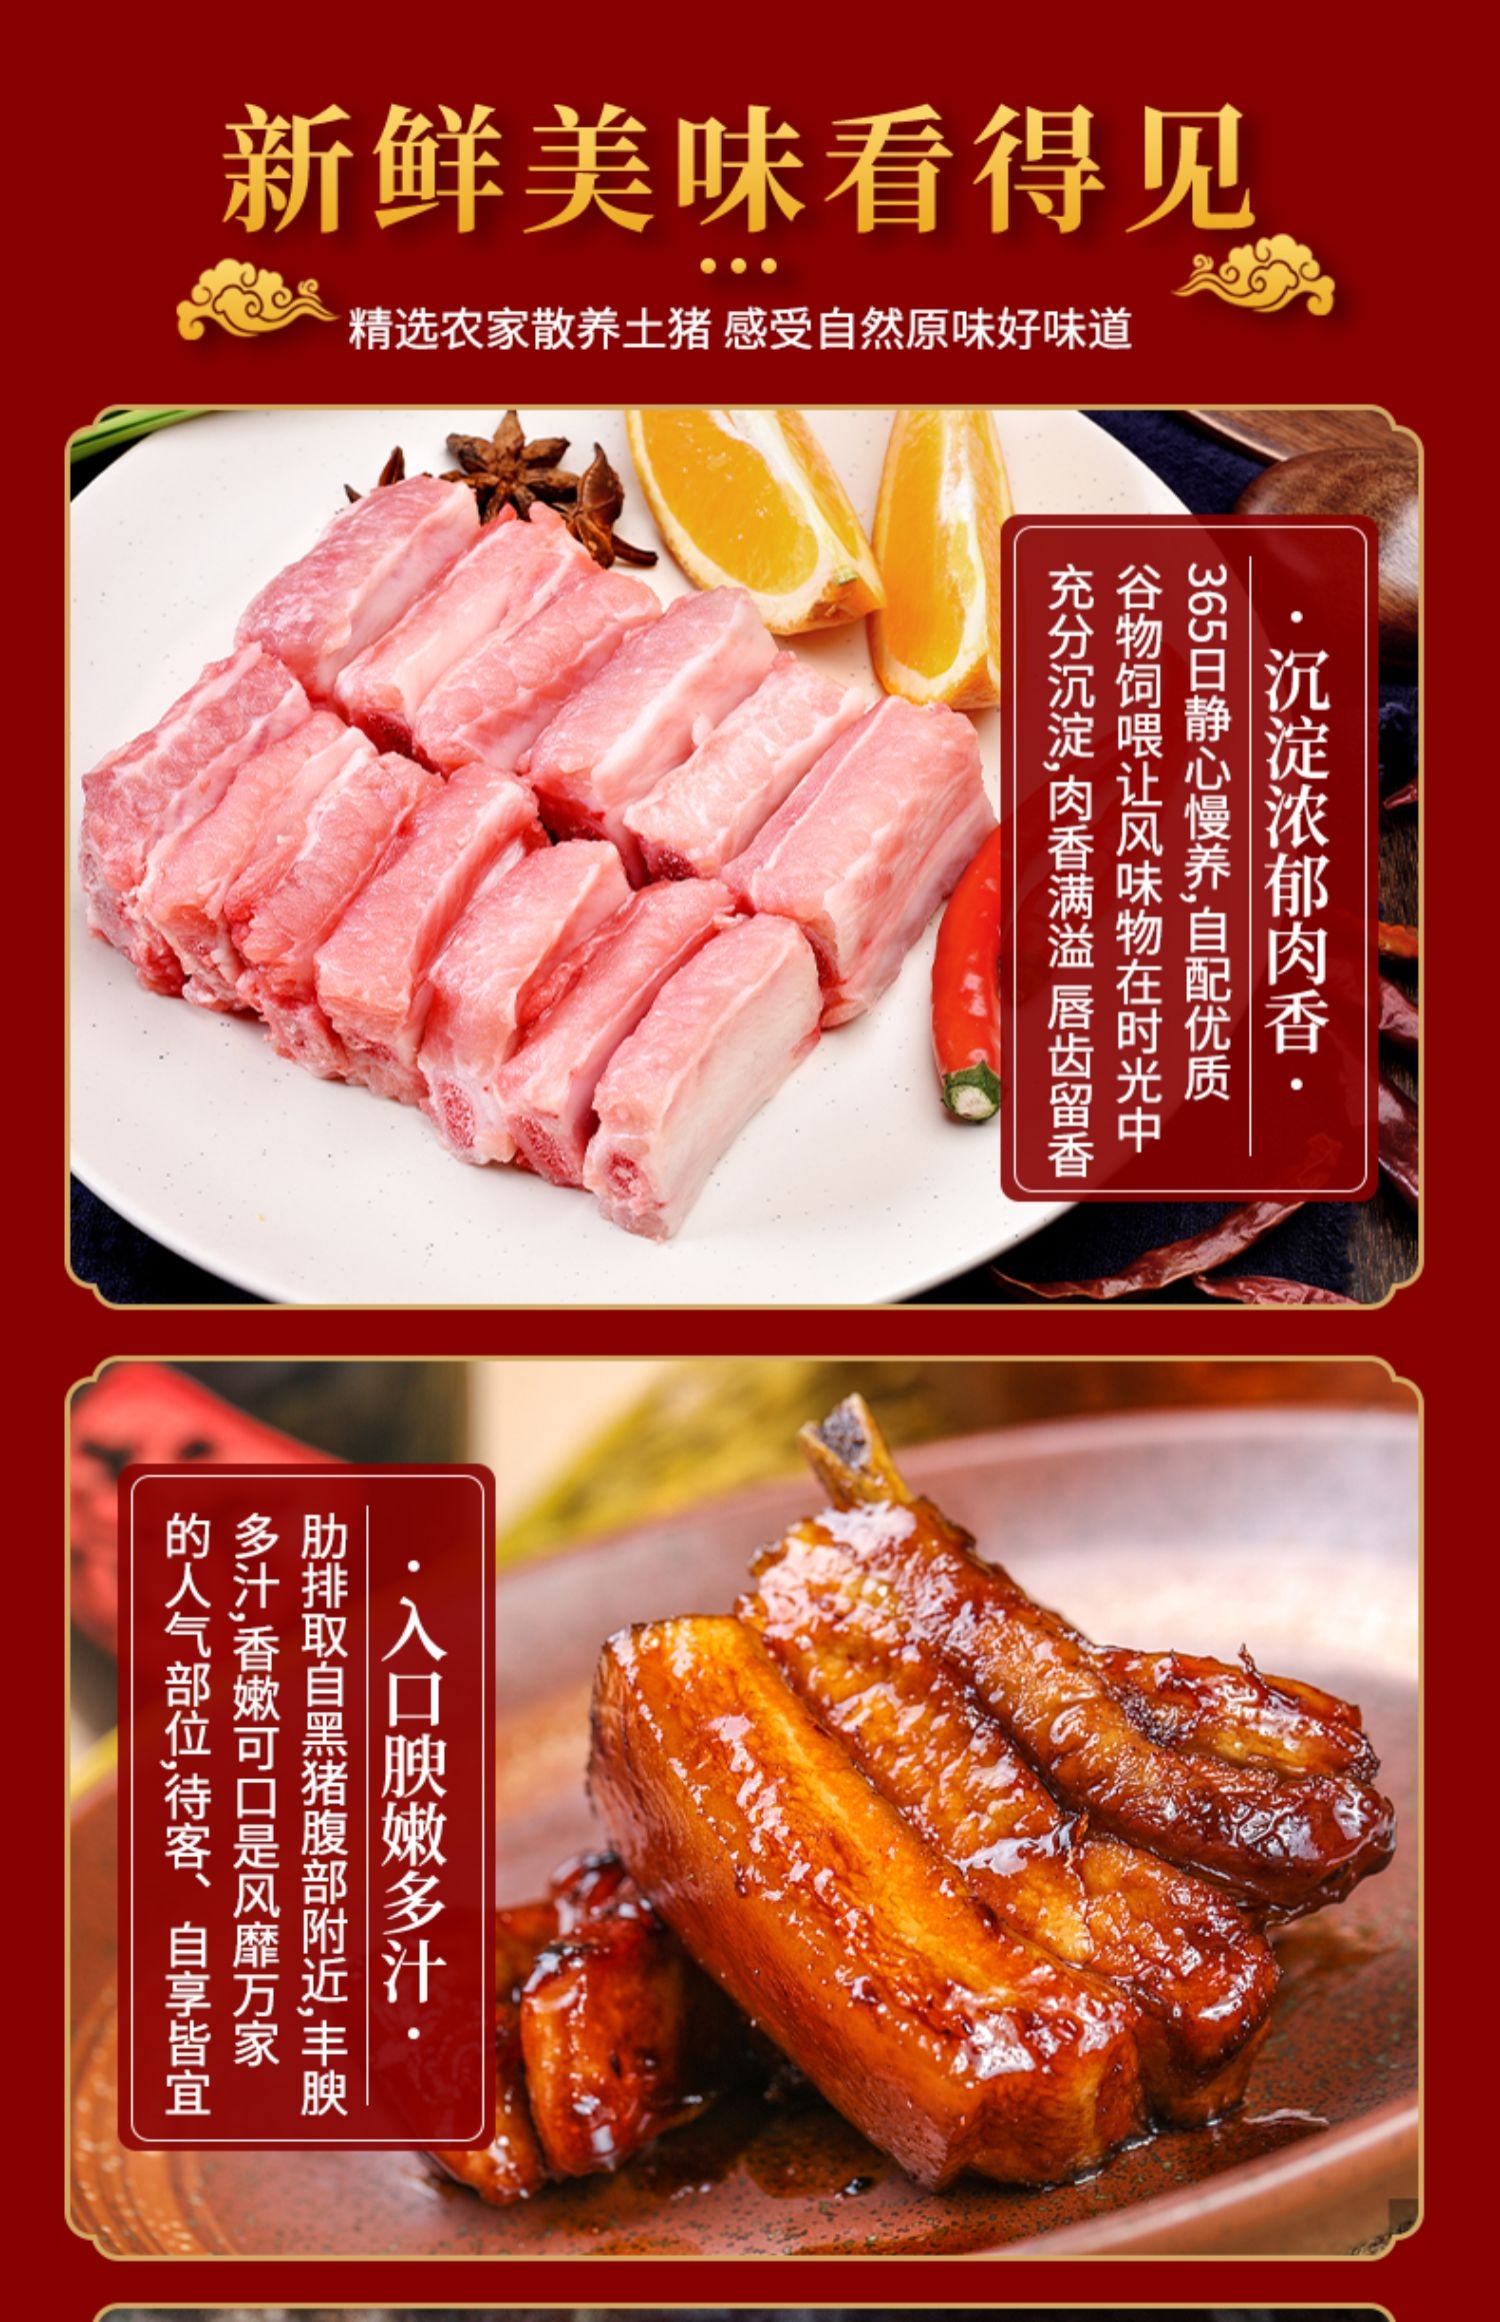 新鲜美味看得见
精选农家散养土猪 感受自然原味好味道
·沉淀浓郁肉香·
365日静心慢养,自配优质
谷物饲喂让风味物在时光中
充分沉淀,肉香满溢 唇齿留香
·入口腴嫩多汁·
肋排取自黑猪腹部附近,丰腴
多汁,香嫩可口是风靡万家
的人气部位,待客、自享皆宜